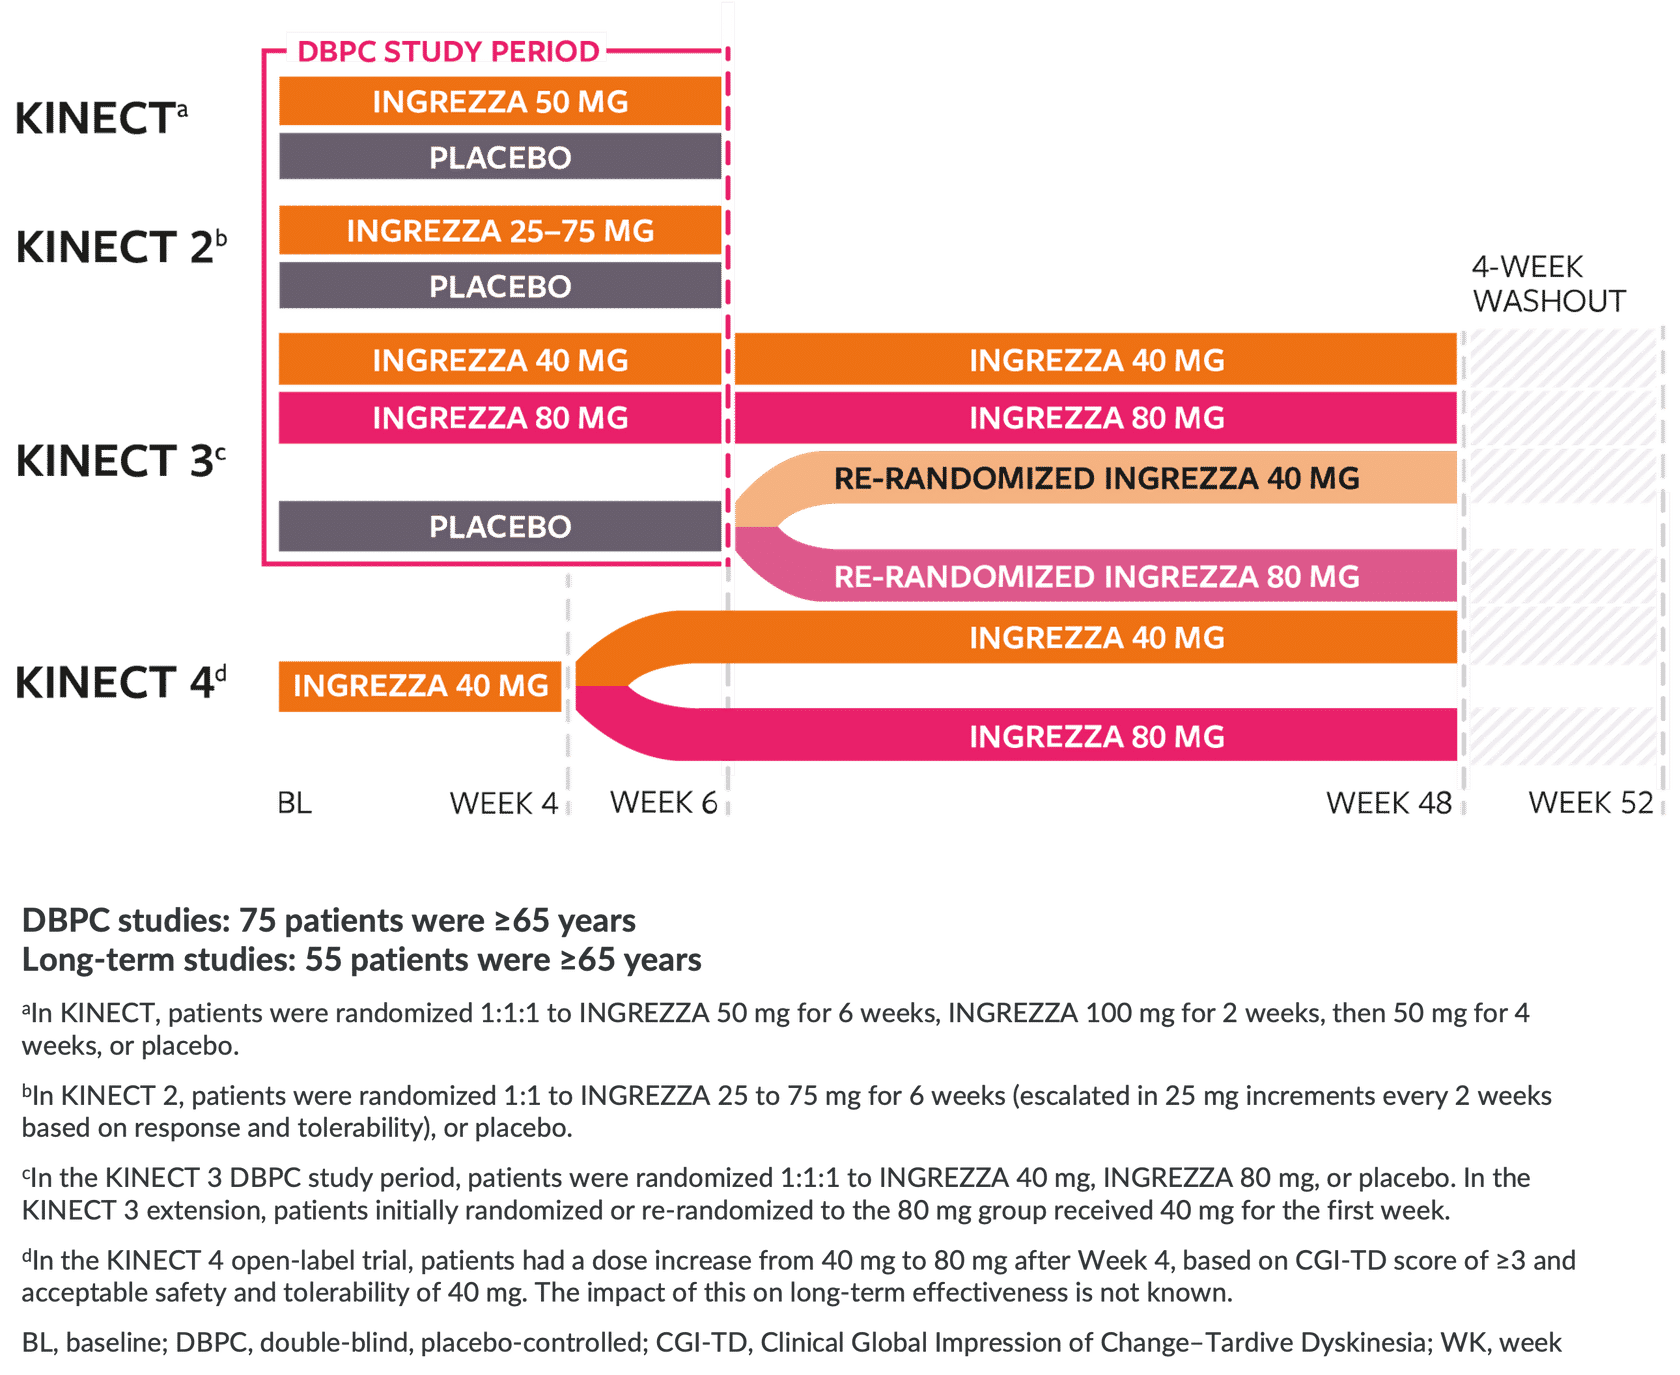 DBPC STUDY PERIOD
KINECTa
INGREZZA 50 MG
PLACEBO
KINECT 2b
INGREZZA 25–75 MG
PLACEBO
4-WEEK
WASHOUT
KINECT 3c
INGREZZA 40 MG
INGREZZA 40 MG
INGREZZA 80 MG
INGREZZA 80 MG
RE-RANDOMIZED INGREZZA 40 MG
PLACEBO
RE-RANDOMIZED INGREZZA 80 MG
KINECT 4d
INGREZZA 40 MG
INGREZZA 40 MG
INGREZZA 80 MG
BL
WEEK 4
WEEK 6
WEEK 48
WEEK 52
DBPC studies: 75 patients were ≥65 years
Long-term studies: 55 patients were ≥65 years
aIn KINECT, patients were randomized 1:1:1 to INGREZZA 50 mg for 6 weeks, INGREZZA 100 mg for 2 weeks, then 50 mg for 4
weeks, or placebo.
bIn KINECT 2, patients were randomized 1:1 to INGREZZA 25 to 75 mg for 6 weeks (escalated in 25 mg increments every 2 weeks
based on response and tolerability), or placebo.
cIn the KINECT 3 DBPC study period, patients were randomized 1:1:1 to INGREZZA 40 mg, INGREZZA 80 mg, or placebo. In the
KINECT 3 extension, patients initially randomized or re-randomized to the 80 mg group received 40 mg for the first week.
dIn the KINECT 4 open-label trial, patients had a dose increase from 40 mg to 80 mg after Week 4, based on CGI-TD score of ≥3 and
acceptable safety and tolerability of 40 mg. The impact of this on long-term effectiveness is not known.
BL, baseline; DBPC, double-blind, placebo-controlled; CGI-TD, Clinical Global Impression of Change–Tardive Dyskinesia; WK, week